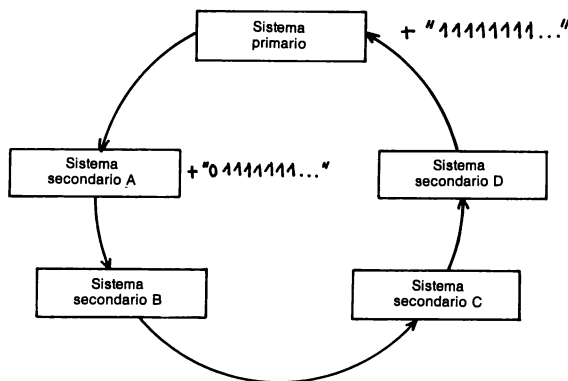 Sistema
primario
+ "11111111..."
Sistema
secondario A
+"01111111..."
Sistema
secondario D
Sistema
secondario B
Sistema
secondario C